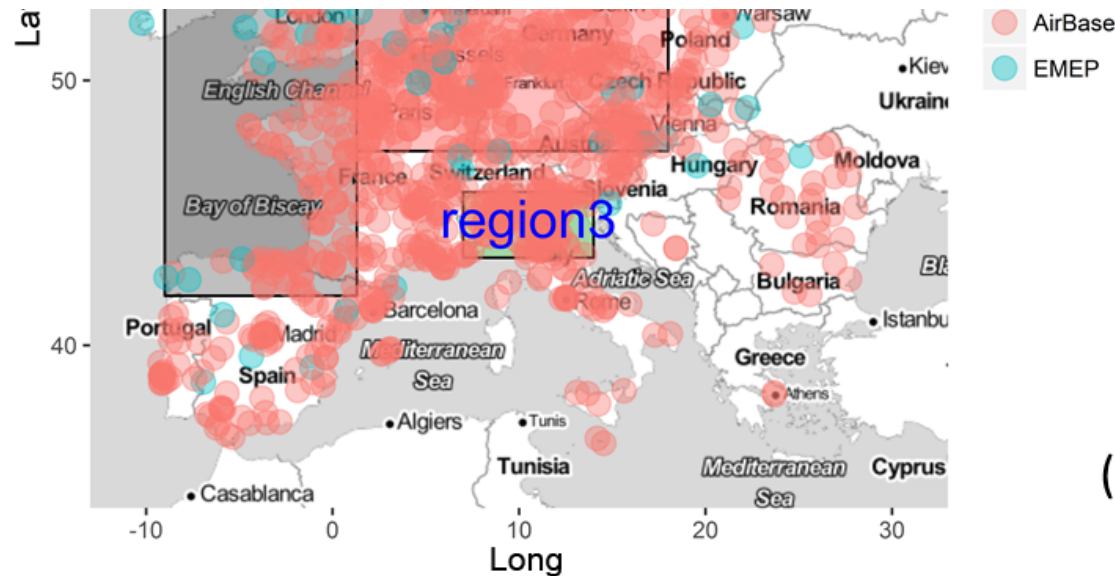 La
London
Warsaw
Germany
Poland
Brussels
AirBase
EMEP
50
English Channel
Frankfurt
Czech Republic
Kiev
Ukraine
Paris
Vienna
Austria
France
Switzerland
Hungary
Moldova
Slovenia
Bay of Biscay
region3
Romania
Adriatic Sea
Bulgaria
Bla
Rome
Barcelona
Istanbu
Portugal
Madrid
40
Mediterranean
Sea
Spain
Greece
Athens
Algiers
Tunis
Tunisia
Mediterranean
Sea
Cyprus
(
Casablanca
-10
0
10
20
30
Long